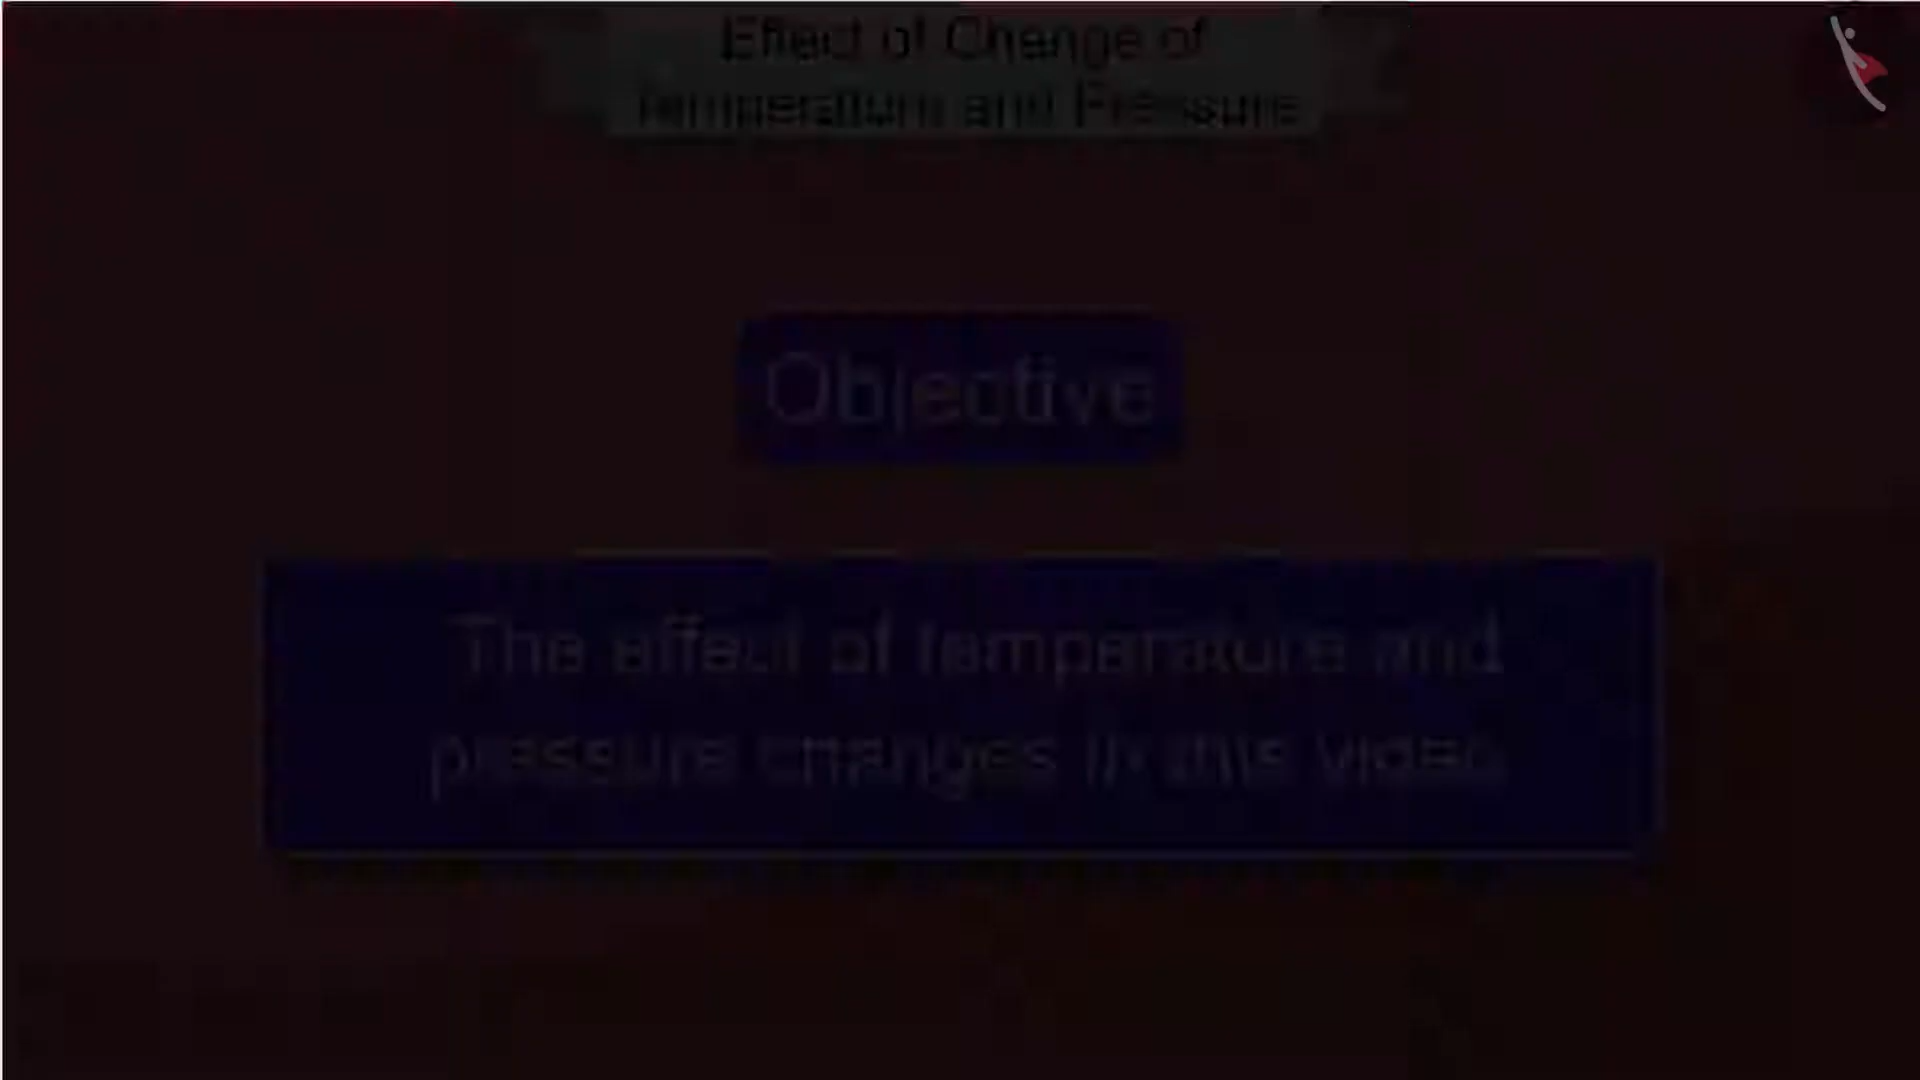 Effect of Change of
Temperature and Pressure
Objective
The effect of temperature and
pressure changes in this video